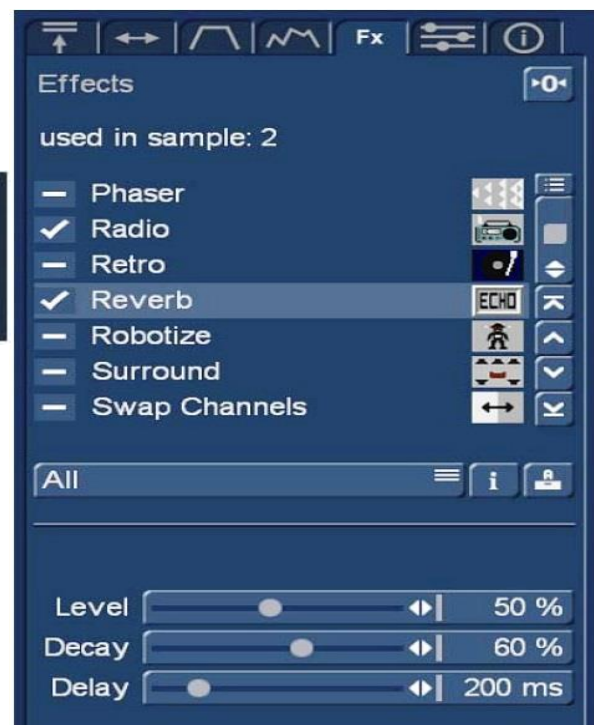 Fx
Effects
▸0◂
used in sample: 2
Phaser
Radio
Retro
Reverb
ECHO
Robotize
Surround
Swap Channels
All
i
Level 50 %
Decay 60 %
Delay 200 ms